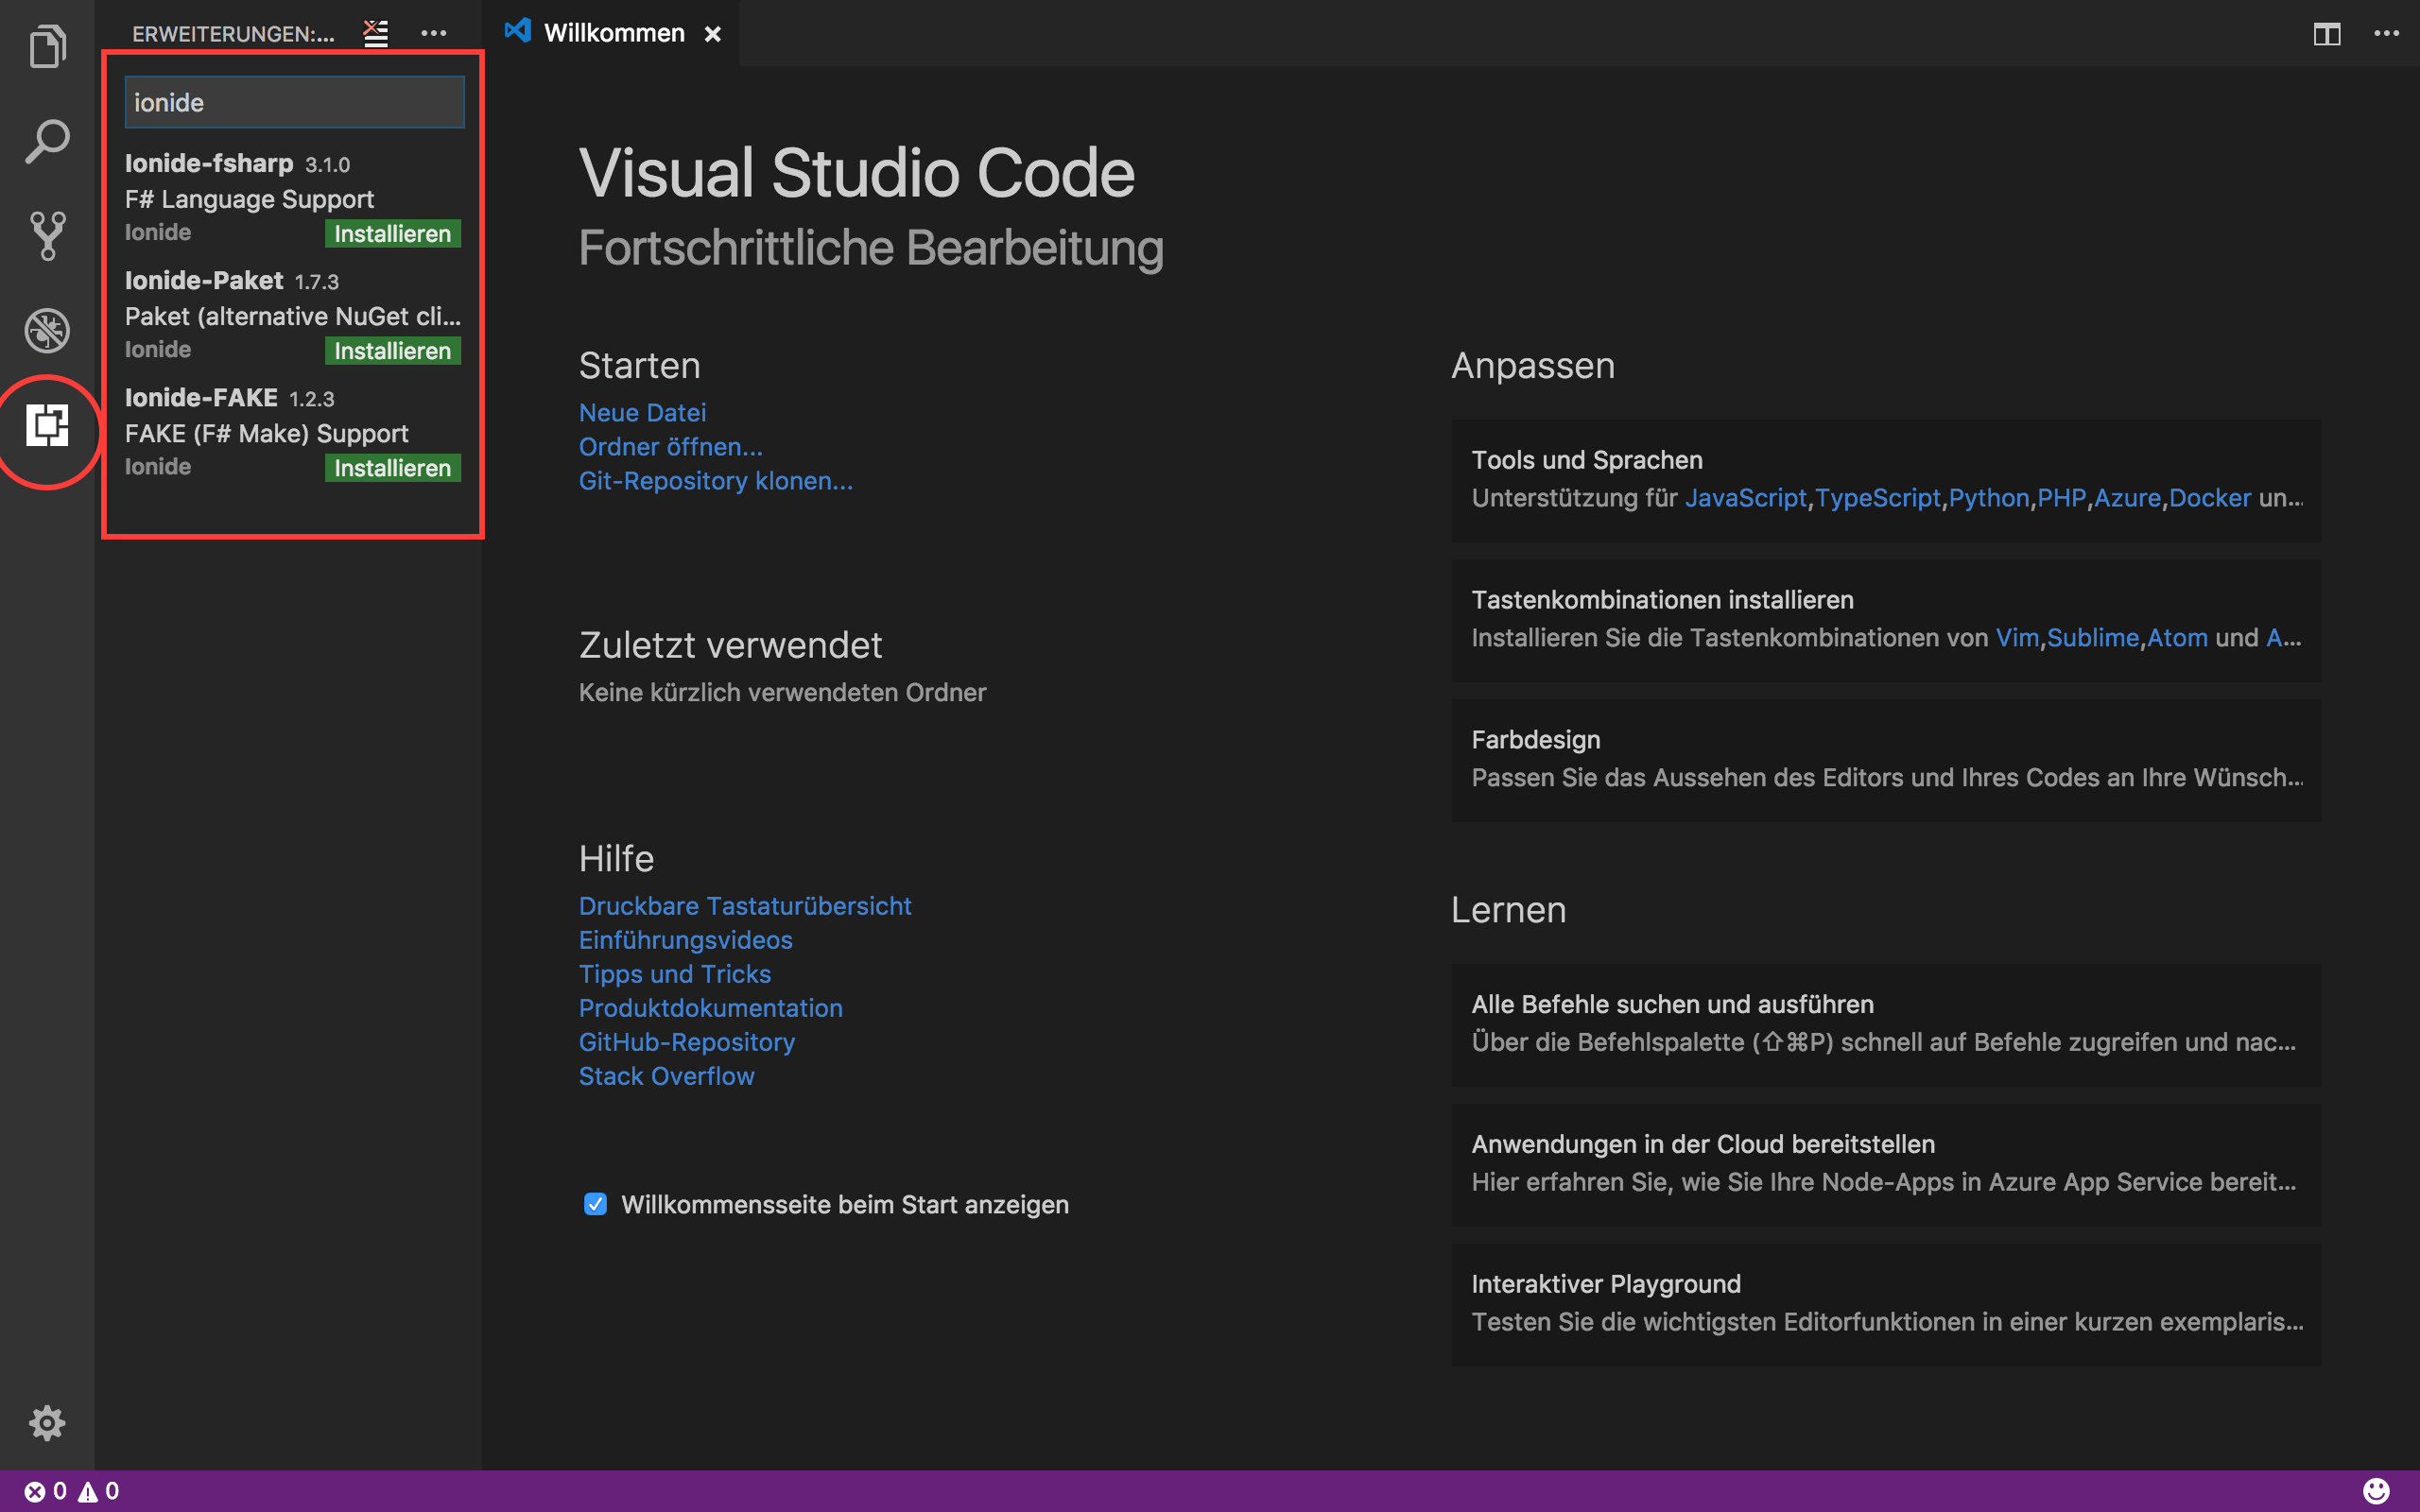 ERWEITERUNGEN:...
ionide
Ionide-fsharp 3.1.0
F# Language Support
Ionide Installieren
Ionide-Paket 1.7.3
Paket (alternative NuGet cli...
Ionide Installieren
Ionide-FAKE 1.2.3
FAKE (F# Make) Support
Ionide Installieren
Willkommen
Visual Studio Code
Fortschrittliche Bearbeitung
Starten
Neue Datei
Ordner öffnen...
Git-Repository klonen...
Zuletzt verwendet
Keine kürzlich verwendeten Ordner
Hilfe
Druckbare Tastaturübersicht
Einführungsvideos
Tipps und Tricks
Produktdokumentation
GitHub-Repository
Stack Overflow
Willkommensseite beim Start anzeigen
Anpassen
Tools und Sprachen
Unterstützung für JavaScript,TypeScript,Python,PHP,Azure,Docker un...
Tastenkombinationen installieren
Installieren Sie die Tastenkombinationen von Vim,Sublime,Atom und A...
Farbdesign
Passen Sie das Aussehen des Editors und Ihres Codes an Ihre Wünsch...
Lernen
Alle Befehle suchen und ausführen
Über die Befehlspalette (⇧⌘P) schnell auf Befehle zugreifen und nac...
Anwendungen in der Cloud bereitstellen
Hier erfahren Sie, wie Sie Ihre Node-Apps in Azure App Service bereit...
Interaktiver Playground
Testen Sie die wichtigsten Editorfunktionen in einer kurzen exemplaris...
0 0